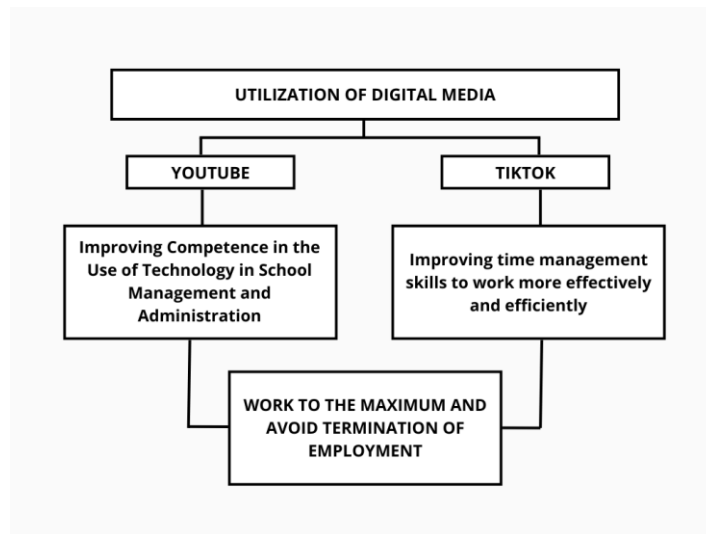 UTILIZATION OF DIGITAL MEDIA
YOUTUBE
TIKTOK
Improving Competence in the
Use of Technology in School
Management and
Administration
Improving time management
skills to work more effectively
and efficiently
WORK TO THE MAXIMUM AND
AVOID TERMINATION OF
EMPLOYMENT